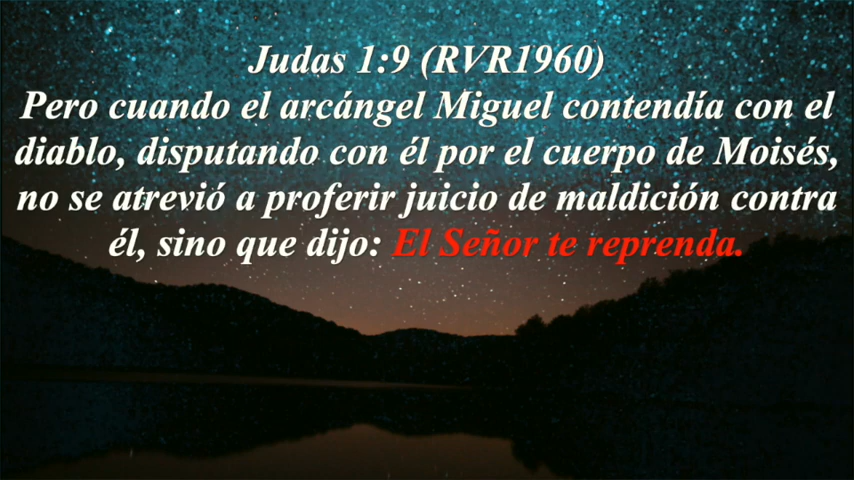 Judas 1:9 (RVR1960)
Pero cuando el arcángel Miguel contendía con el
diablo, disputando con él por el cuerpo de Moisés,
no se atrevió a proferir juicio de maldición contra
él, sino que dijo: El Señor te reprenda.